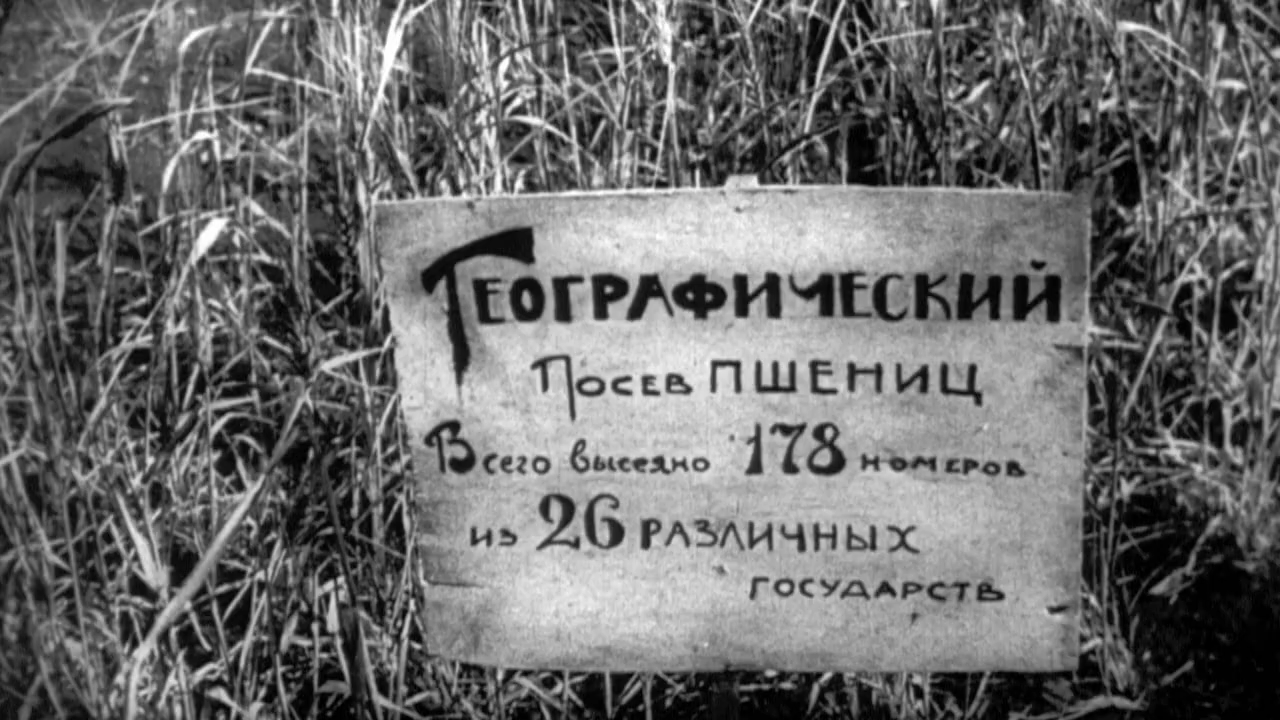 Географический
Посев пшениц
Всего высеяно 178 номеров
из 26 различных
государств